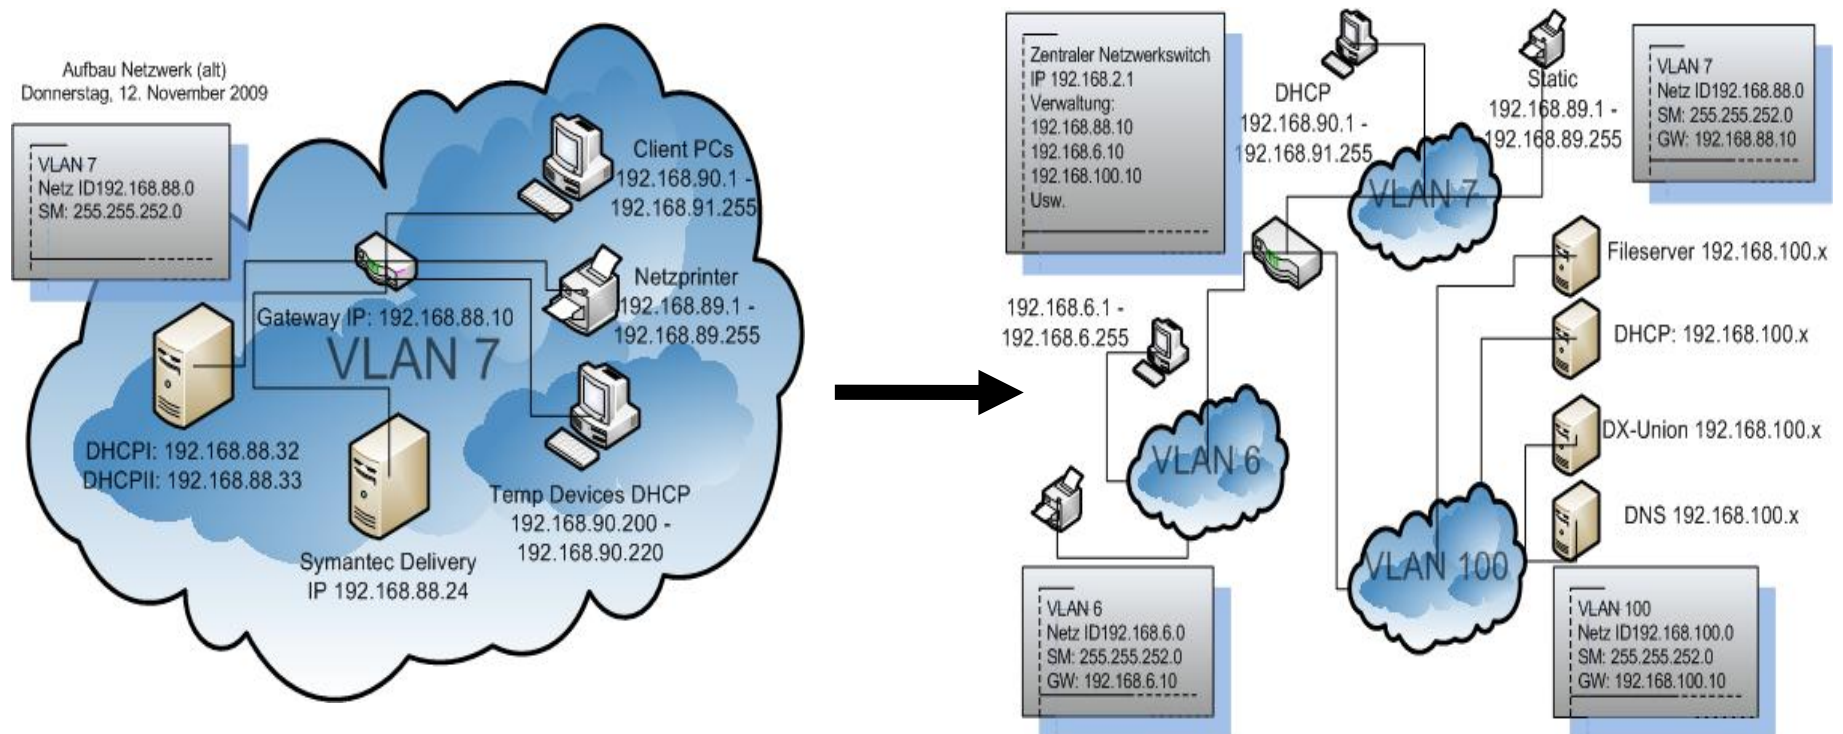 Aufbau Netzwerk (alt)
Donnerstag, 12. November 2009
VLAN 7
Netz ID192.168.88.0
SM: 255.255.252.0
Client PCs
192.168.90.1 -
192.168.91.255
Netzprinter
192.168.89.1 -
192.168.89.255
Gateway IP: 192.168.88.10
VLAN 7
DHCPI: 192.168.88.32
DHCPII: 192.168.88.33
Symantec Delivery
IP 192.168.88.24
Temp Devices DHCP
192.168.90.200 -
192.168.90.220
Zentraler Netzwerkswitch
IP 192.168.2.1
Verwaltung:
192.168.88.10
192.168.6.10
192.168.100.10
Usw.
DHCP
192.168.90.1 -
192.168.91.255
Static
192.168.89.1 -
192.168.89.255
VLAN 7
Netz ID192.168.88.0
SM: 255.255.252.0
GW: 192.168.88.10
VLAN 7
192.168.6.1 -
192.168.6.255
VLAN 6
Fileserver 192.168.100.x
DHCP: 192.168.100.x
DX-Union 192.168.100.x
DNS 192.168.100.x
VLAN 100
VLAN 6
Netz ID192.168.6.0
SM: 255.255.252.0
GW: 192.168.6.10
VLAN 100
Netz ID192.168.100.0
SM: 255.255.252.0
GW: 192.168.100.10